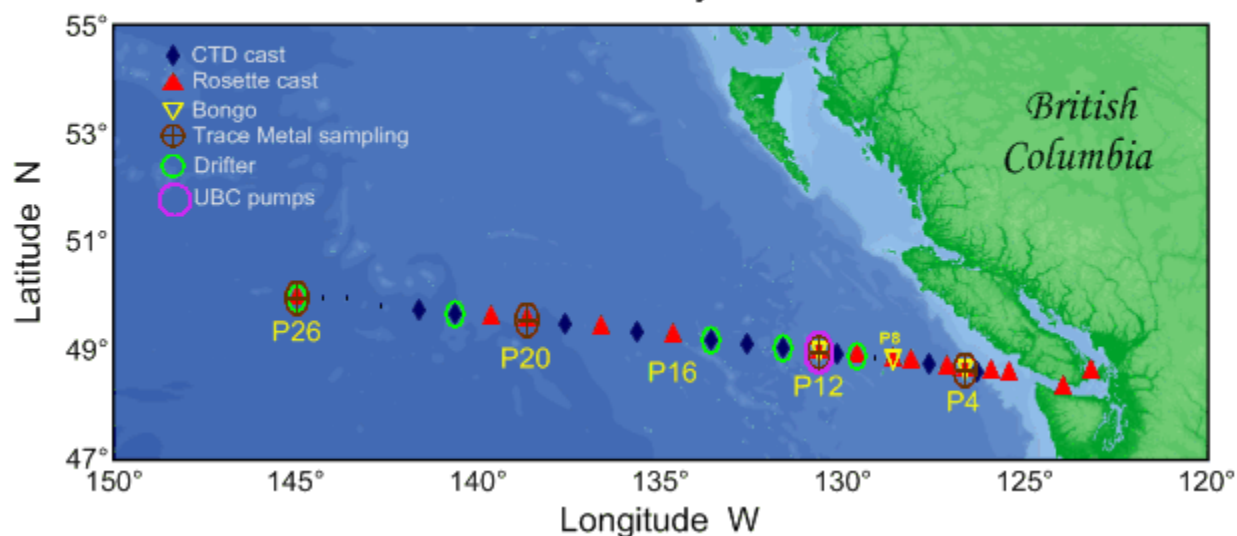 55°
53°
51°
49°
47°
Latitude N
CTD cast
Rosette cast
Bongo
Trace Metal sampling
Drifter
UBC pumps
British
Columbia
P26
P20
P16
P12
P8
P4
150°
145°
140°
135°
130°
125°
120°
Longitude W